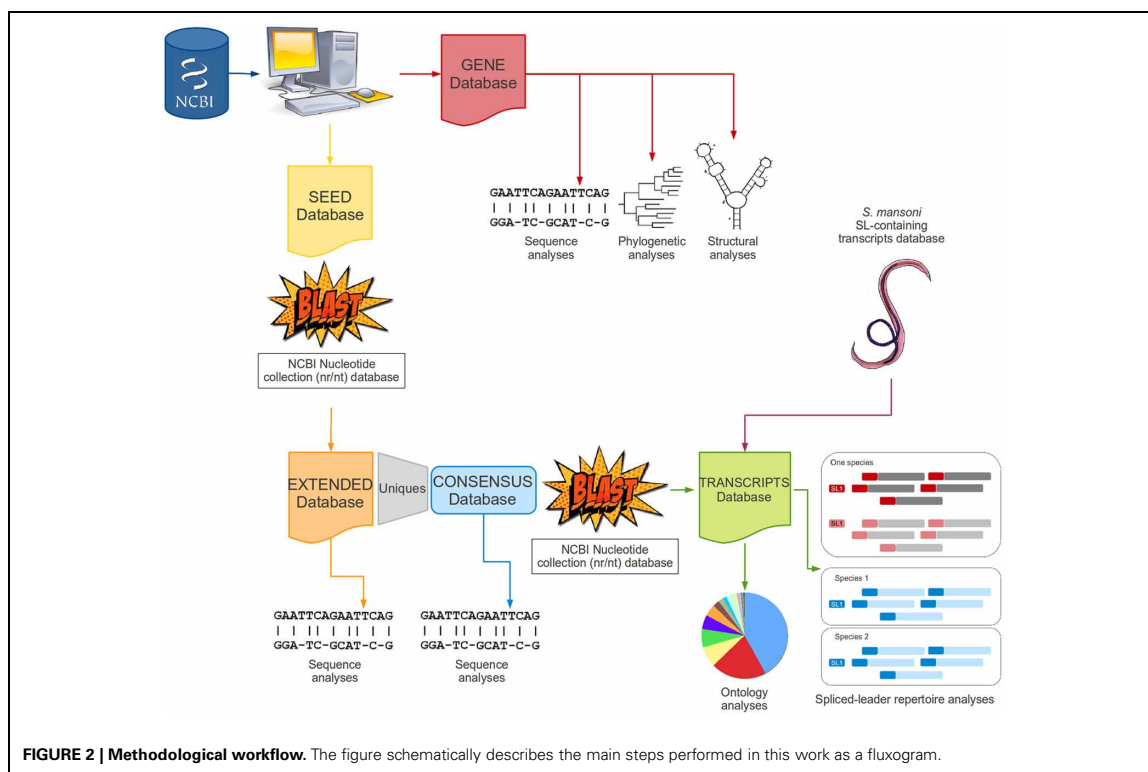 NCBI
GENE
Database
SEED
Database
GAATTCAGAATTCAG
GGA-TC-GCAT-C-G
Sequence
analyses
Phylogenetic
analyses
Structural
analyses
S. mansoni
SL-containing
transcripts database
BLAST
NCBI Nucleotide
collection (nr/nt) database
EXTENDED
Database
Uniques
CONSENSUS
Database
BLAST
NCBI Nucleotide
collection (nr/nt) database
TRANSCRIPTS
Database
One species
SL1
SL1
Species 1
SL1
Species 2
SL1
GAATTCAGAATTCAG
GGA-TC-GCAT-C-G
Sequence
analyses
GAATTCAGAATTCAG
GGA-TC-GCAT-C-G
Sequence
analyses
Ontology
analyses
Spliced-leader repertoire analyses
FIGURE 2 | Methodological workflow. The figure schematically describes the main steps performed in this work as a fluxogram.